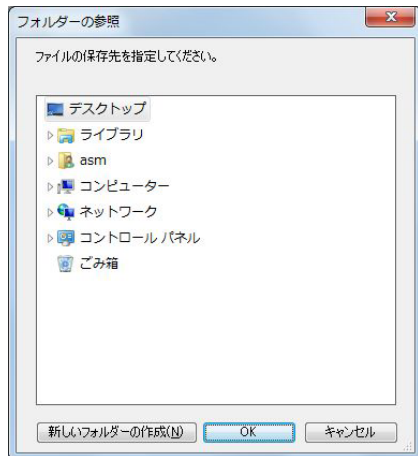 フォルダーの参照
ファイルの保存先を指定してください。
デスクトップ
ライブラリ
asm
コンピューター
ネットワーク
コントロール パネル
ごみ箱
新しいフォルダーの作成(N) OK キャンセル